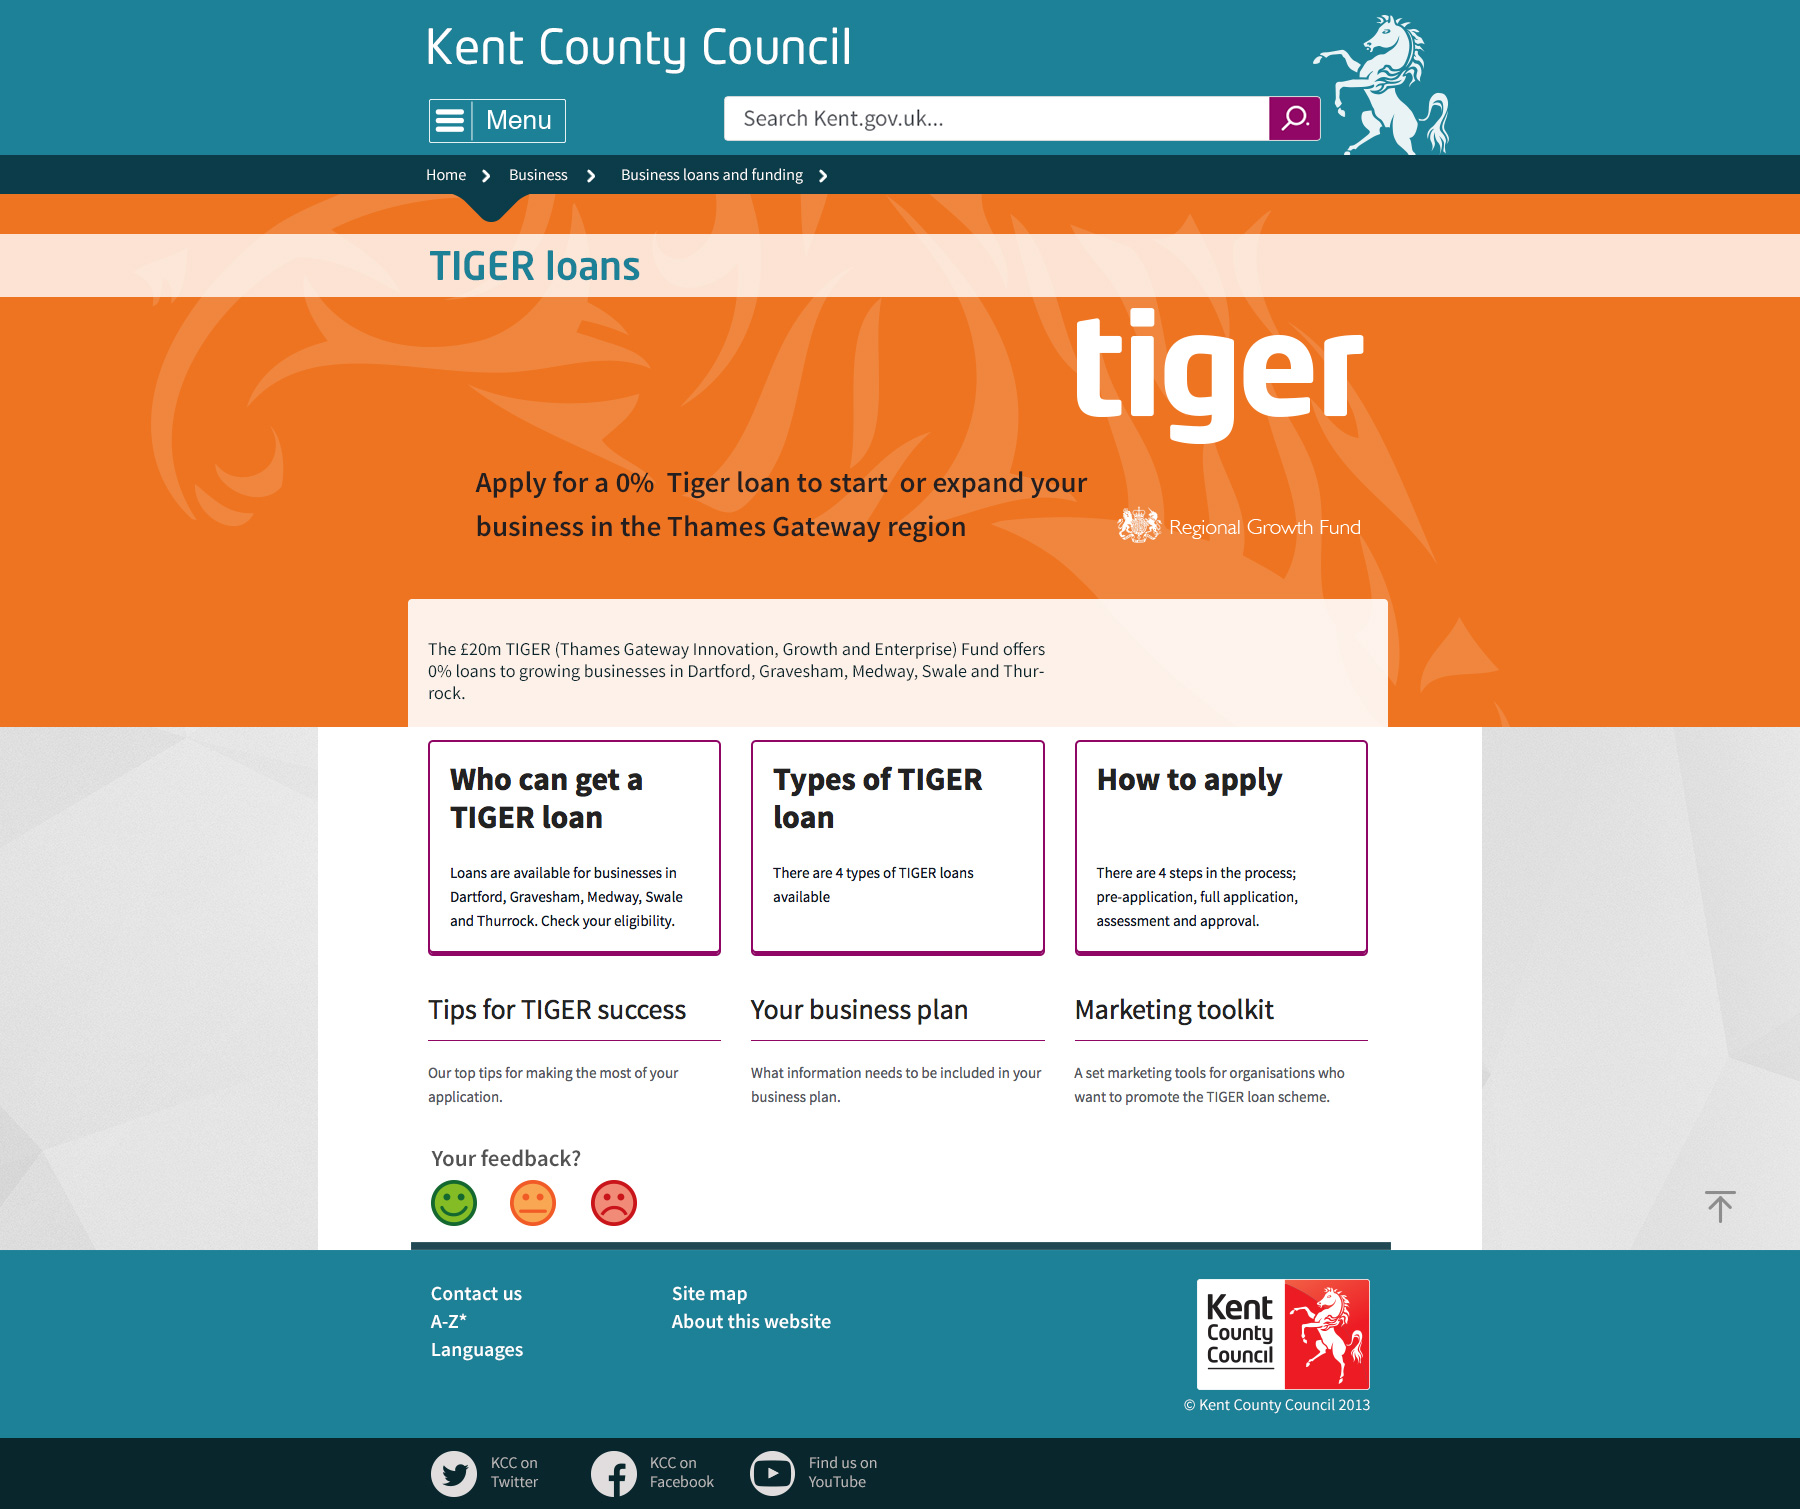 Kent County Council
Menu
Search Kent.gov.uk...
Home
Business
Business loans and funding
TIGER loans
tiger
Apply for a 0% Tiger loan to start or expand your
business in the Thames Gateway region
Regional Growth Fund
The £20m TIGER (Thames Gateway Innovation, Growth and Enterprise) Fund offers
0% loans to growing businesses in Dartford, Gravesham, Medway, Swale and Thur-
rock.
Who can get a
TIGER loan
Loans are available for businesses in
Dartford, Gravesham, Medway, Swale
and Thurrock. Check your eligibility.
Types of TIGER
loan
There are 4 types of TIGER loans
available
How to apply
There are 4 steps in the process;
pre-application, full application,
assessment and approval.
Tips for TIGER success
Our top tips for making the most of your
application.
Your business plan
What information needs to be included in your
business plan.
Marketing toolkit
A set marketing tools for organisations who
want to promote the TIGER loan scheme.
Your feedback?
Contact us
A-Z*
Languages
Site map
About this website
Kent
County
Council
© Kent County Council 2013
KCC on
Twitter
KCC on
Facebook
Find us on
YouTube